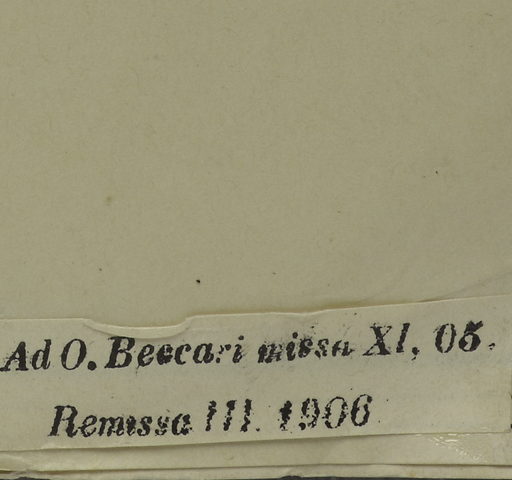 Ad O. Beccari missa XI, 05.
Remissa III. 1906